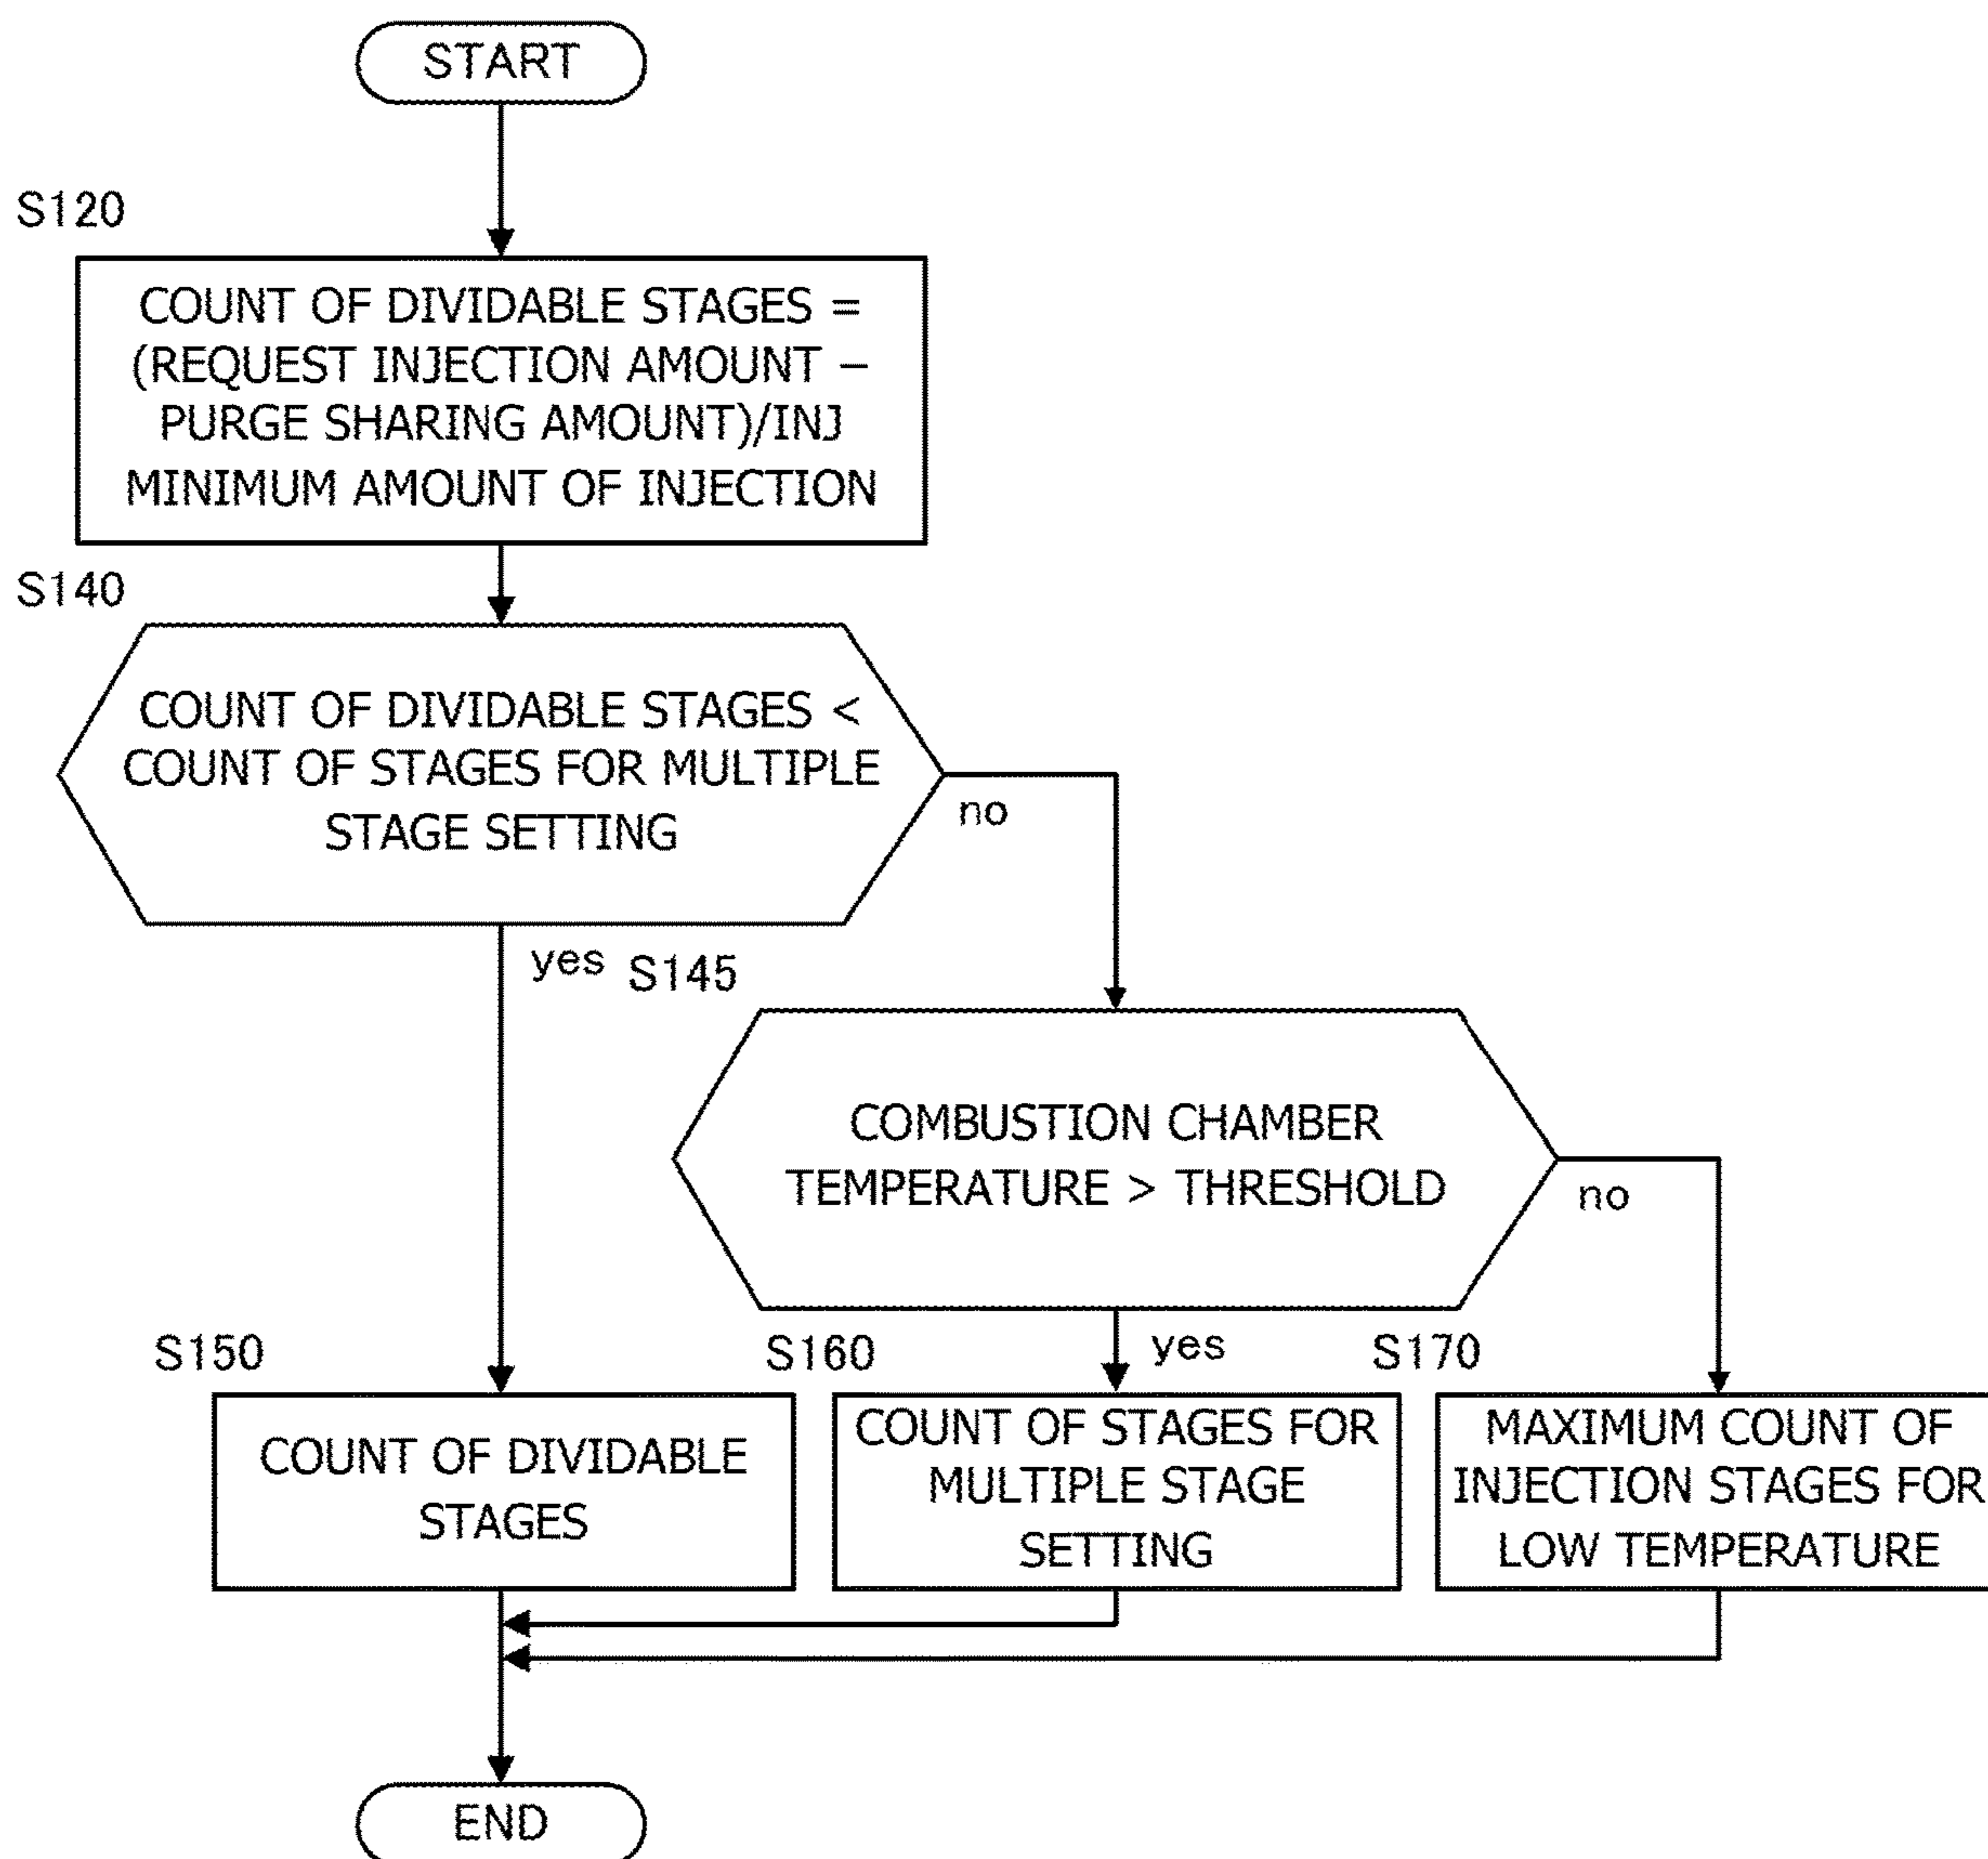 START
S120
COUNT OF DIVIDABLE STAGES =
(REQUEST INJECTION AMOUNT –
PURGE SHARING AMOUNT)/INJ
MINIMUM AMOUNT OF INJECTION
S140
COUNT OF DIVIDABLE STAGES <
COUNT OF STAGES FOR MULTIPLE
STAGE SETTING
no
yes
S145
COMBUSTION CHAMBER
TEMPERATURE > THRESHOLD
no
yes
S150
COUNT OF DIVIDABLE
STAGES
S160
COUNT OF STAGES FOR
MULTIPLE STAGE
SETTING
S170
MAXIMUM COUNT OF
INJECTION STAGES FOR
LOW TEMPERATURE
END